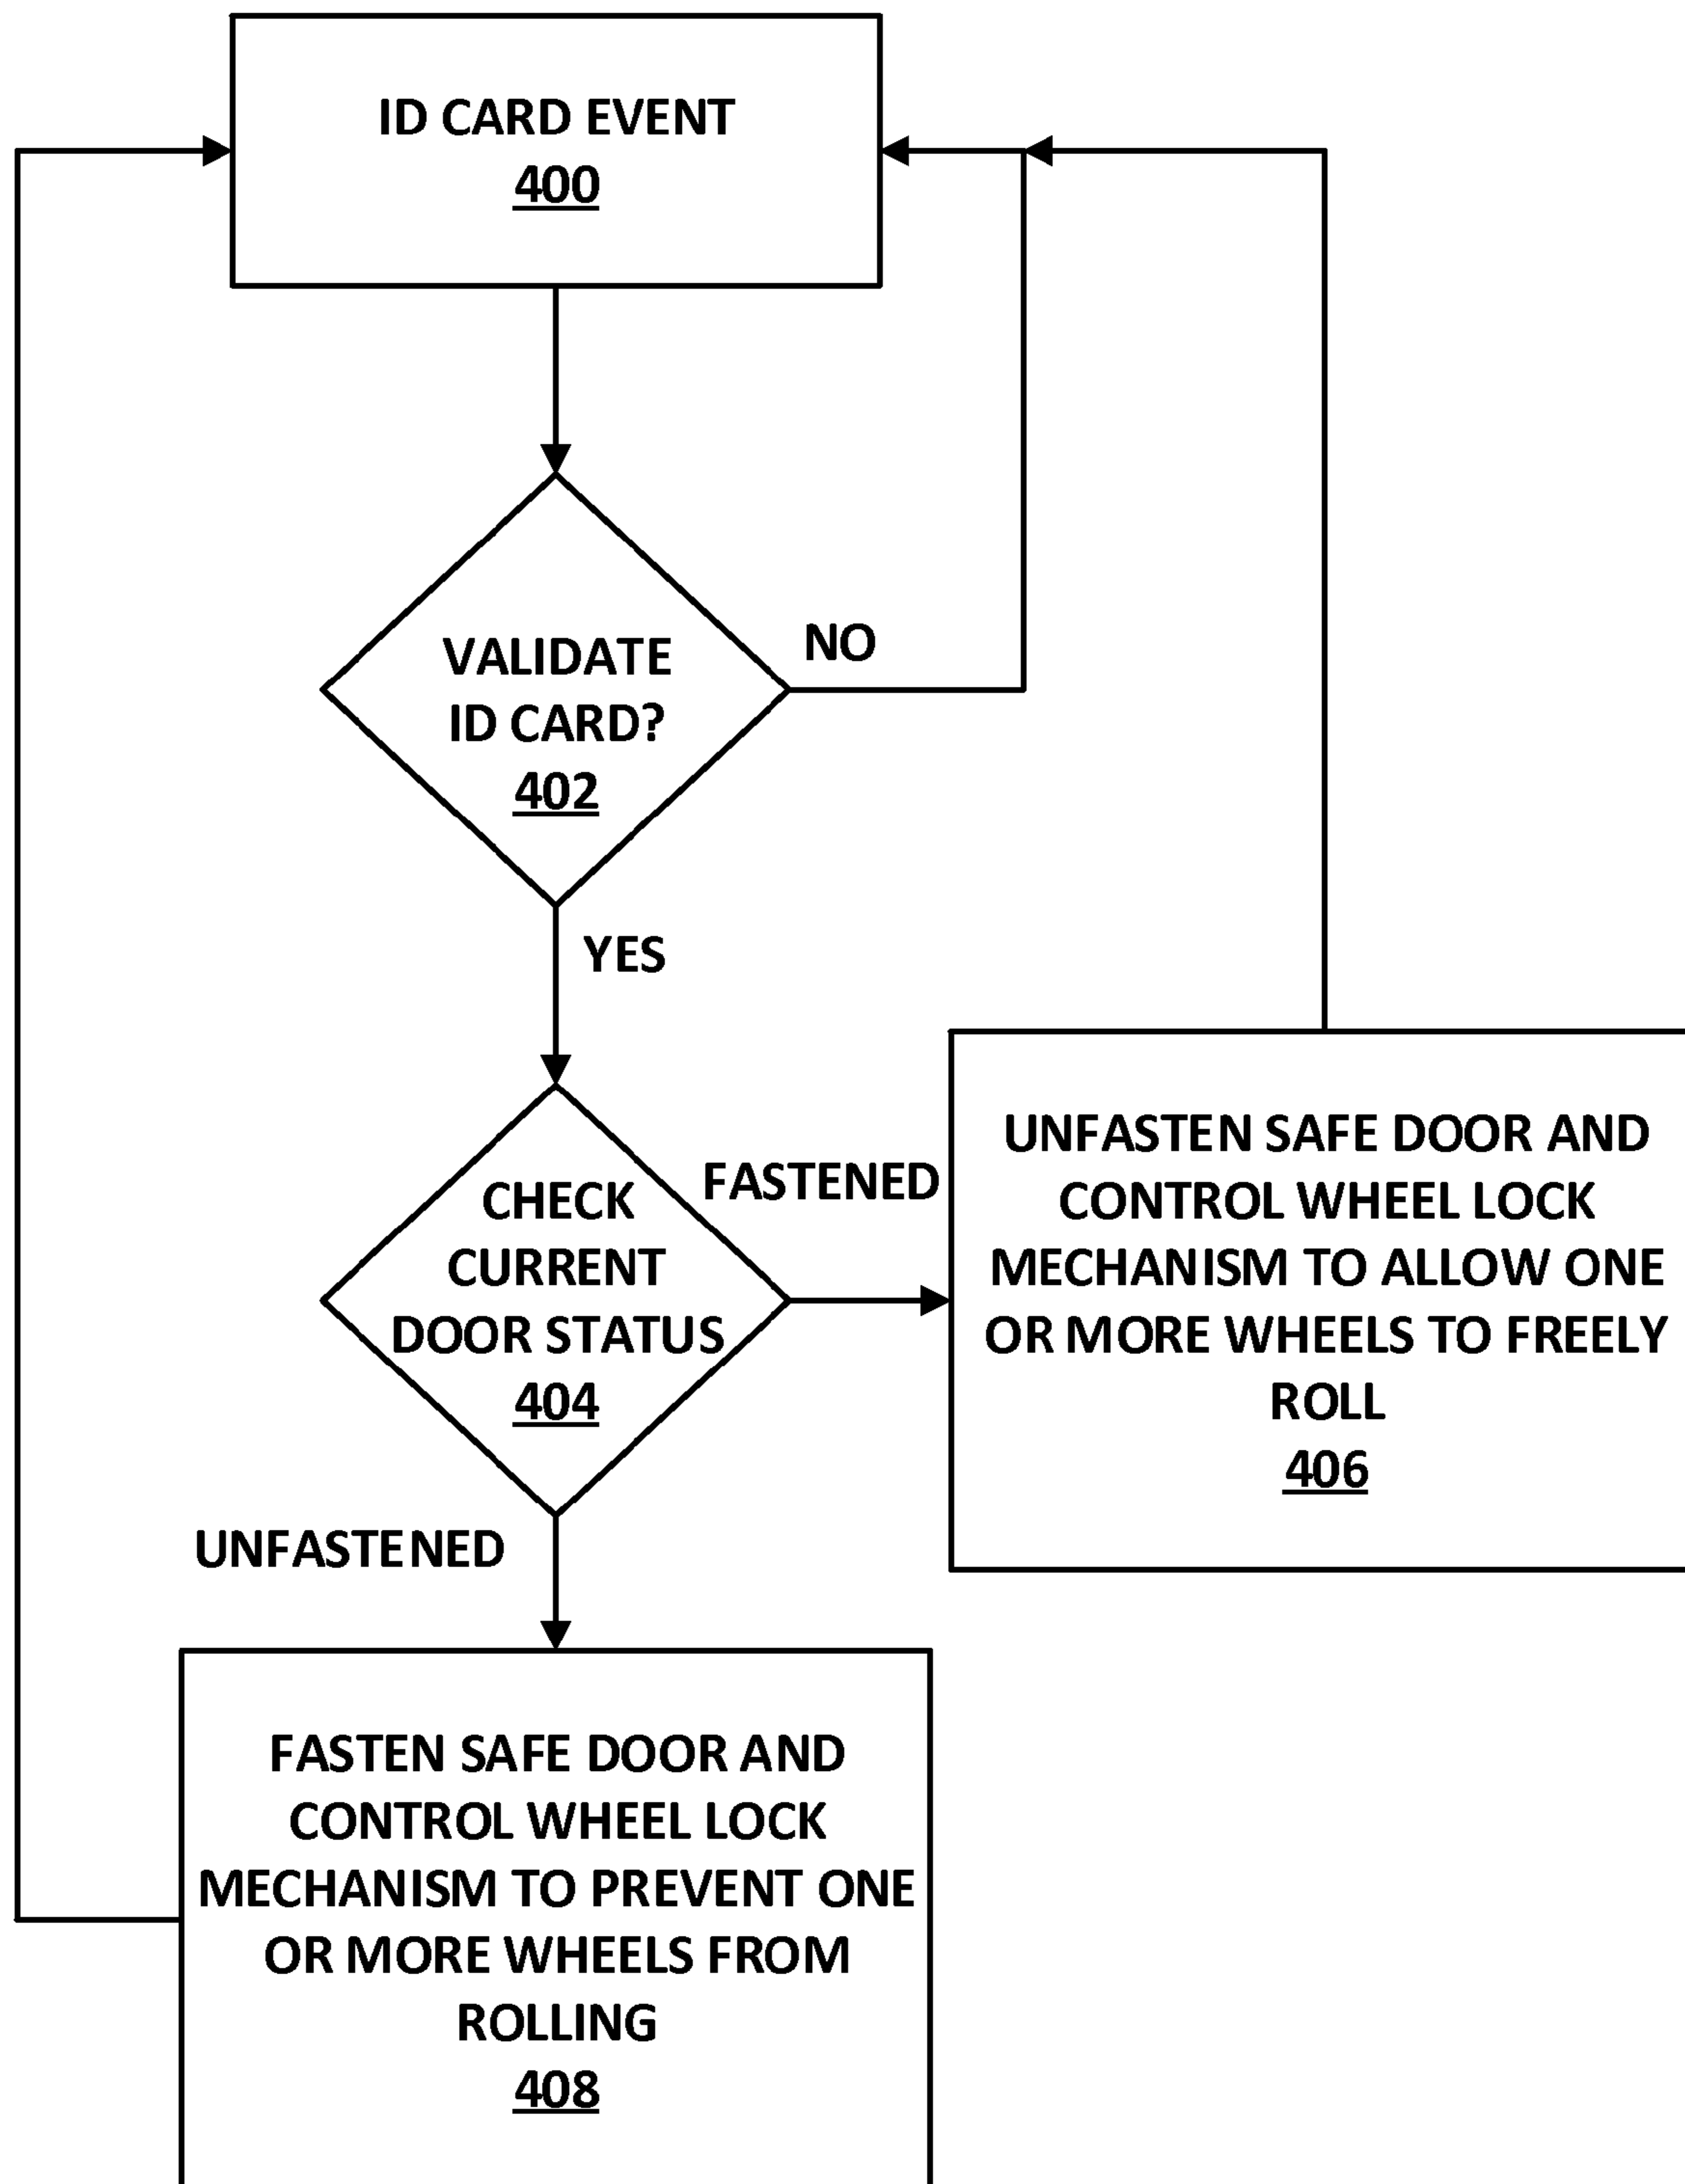 ID CARD EVENT
400
VALIDATE
ID CARD?
402
NO
YES
CHECK
CURRENT
DOOR STATUS
404
FASTENED
UNFASTEN SAFE DOOR AND
CONTROL WHEEL LOCK
MECHANISM TO ALLOW ONE
OR MORE WHEELS TO FREELY
ROLL
406
UNFASTENED
FASTEN SAFE DOOR AND
CONTROL WHEEL LOCK
MECHANISM TO PREVENT ONE
OR MORE WHEELS FROM
ROLLING
408